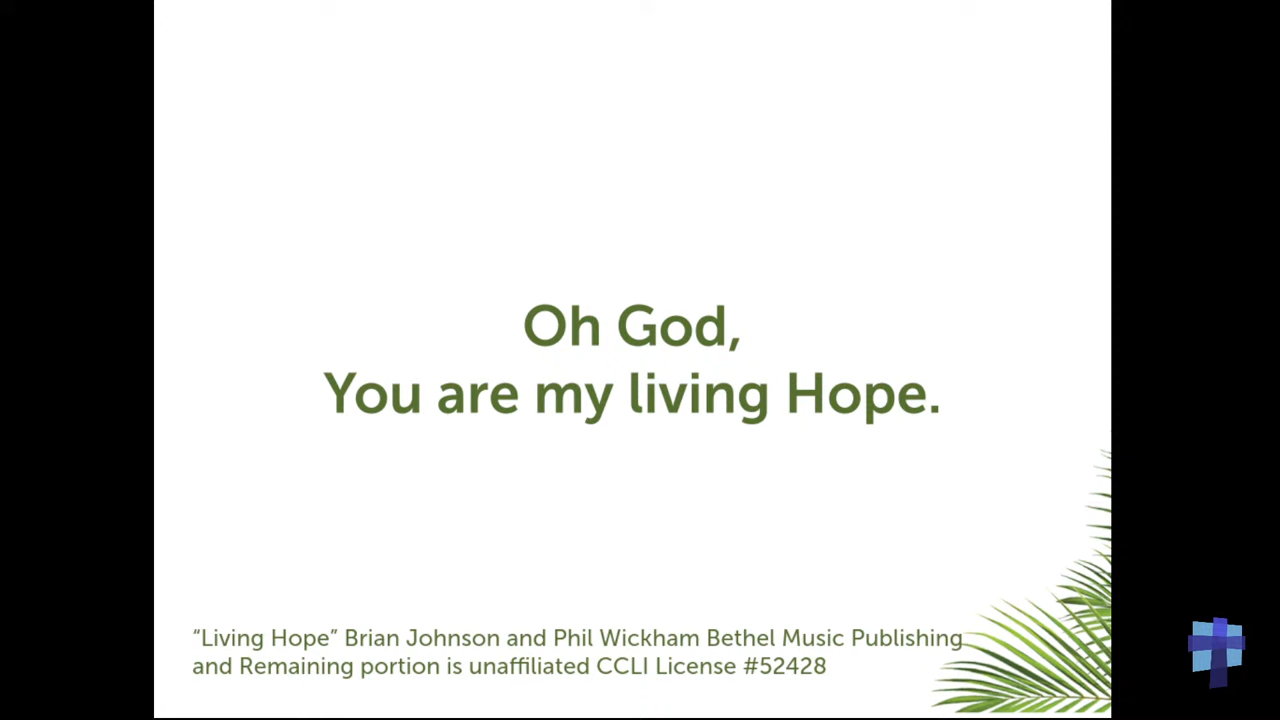 Oh God,
You are my living Hope.
“Living Hope” Brian Johnson and Phil Wickham Bethel Music Publishing
and Remaining portion is unaffiliated CCLI License #52428